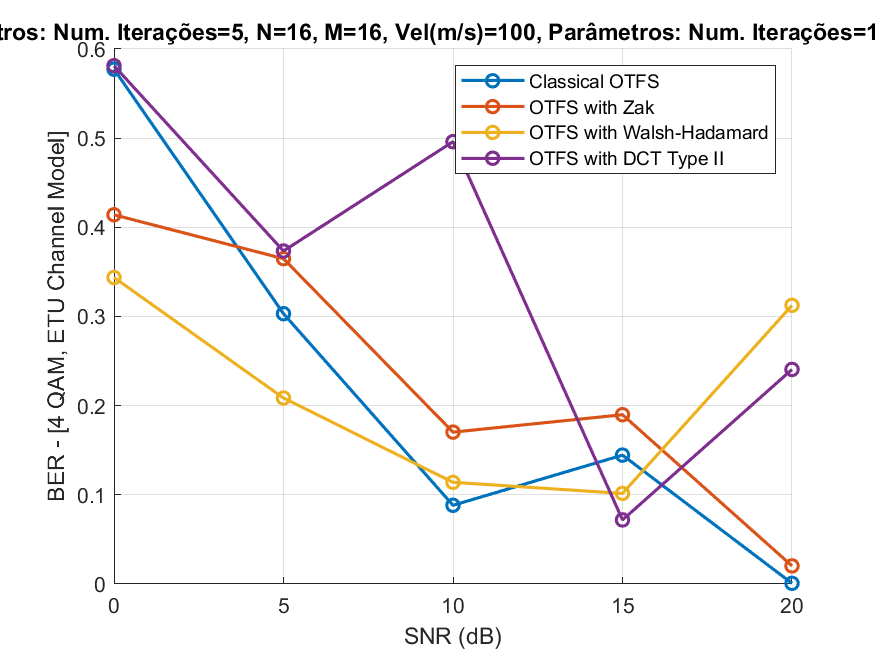 tros: Num. Iterações=5, N=16, M=16, Vel(m/s)=100, Parâmetros: Num. Iterações=1
0.6
0.5
0.4
0.3
0.2
0.1
0
BER - [4 QAM, ETU Channel Model]
Classical OTFS
OTFS with Zak
OTFS with Walsh-Hadamard
OTFS with DCT Type II
0 5 10 15 20
SNR (dB)